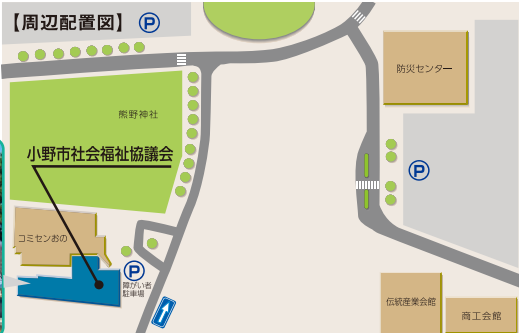 【周辺配置図】 P
防災センター
熊野神社
小野市社会福祉協議会
P
コミセンおの
P
障がい者
駐車場
伝統産業会館
商工会館